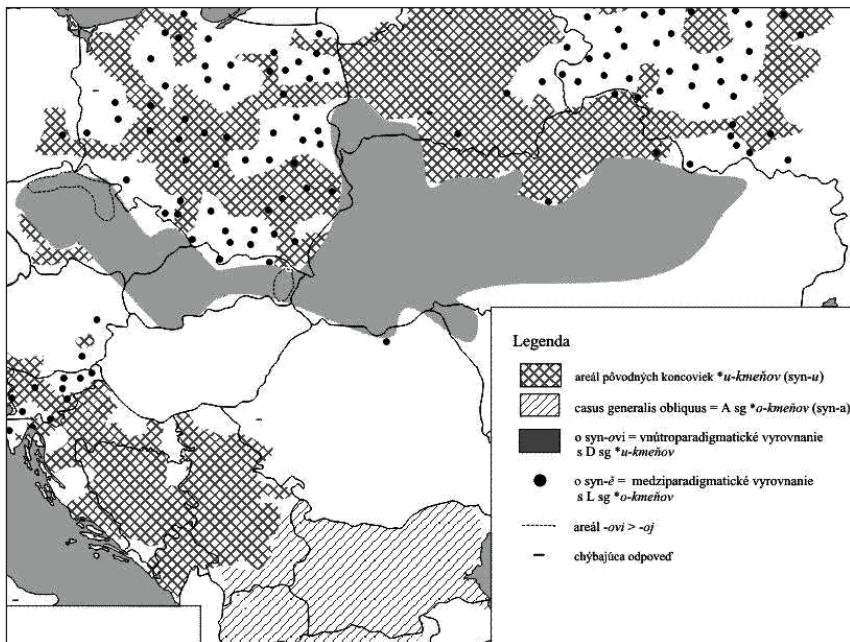 Legenda
areál pôvodných koncoviek *u-kmeňov (syn-u)
casus generalis obliquus = A sg *o-kmeňov (syn-a)
o syn-ovi = vnútroparadigmatické vyrovnanie
s D sg *u-kmeňov
o syn-ě = medziparadigmatické vyrovnanie
s L sg *o-kmeňov
areál -ovi > -oj
chýbajúca odpoveď